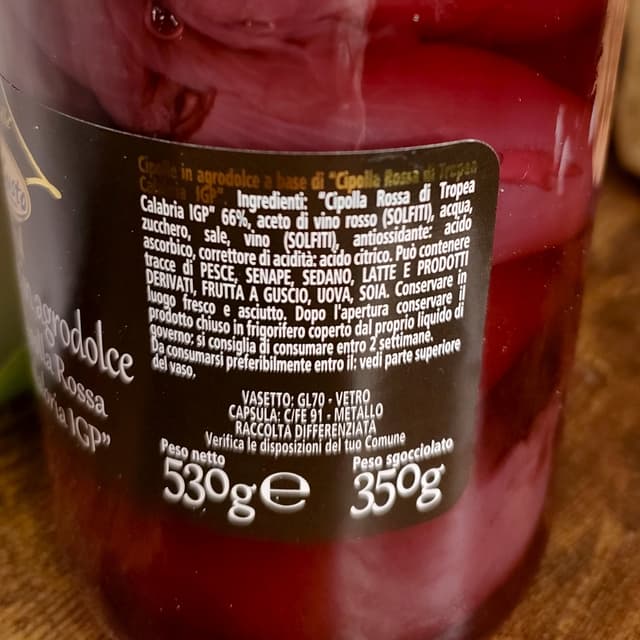 Cipolle in agrodolce a base di "Cipolla Rossa di Tropea
Calabria IGP" Ingredienti: "Cipolla Rossa di Tropea
Calabria IGP" 66%, aceto di vino rosso (SOLFITI), acqua,
zucchero, sale, vino (SOLFITI), antiossidante: acido
ascorbico, correttore di acidità: acido citrico. Può contenere
tracce di PESCE, SENAPE, SEDANO, LATTE E PRODOTTI
DERIVATI, FRUTTA A GUSCIO, UOVA, SOIA. Conservare in
luogo fresco e asciutto. Dopo l'apertura conservare il
prodotto chiuso in frigorifero coperto dal proprio liquido di
governo: si consiglia di consumare entro 2 settimane.
Da consumarsi preferibilmente entro il: vedi parte superiore
del vaso.
VASETTO: GL70 - VETRO
CAPSULA: C/FE 91 - METALLO
RACCOLTA DIFFERENZIATA
Verifica le disposizioni del tuo Comune
Peso netto
530g e
Peso sgocciolato
350g
agrodolce
Rossa
IGP"